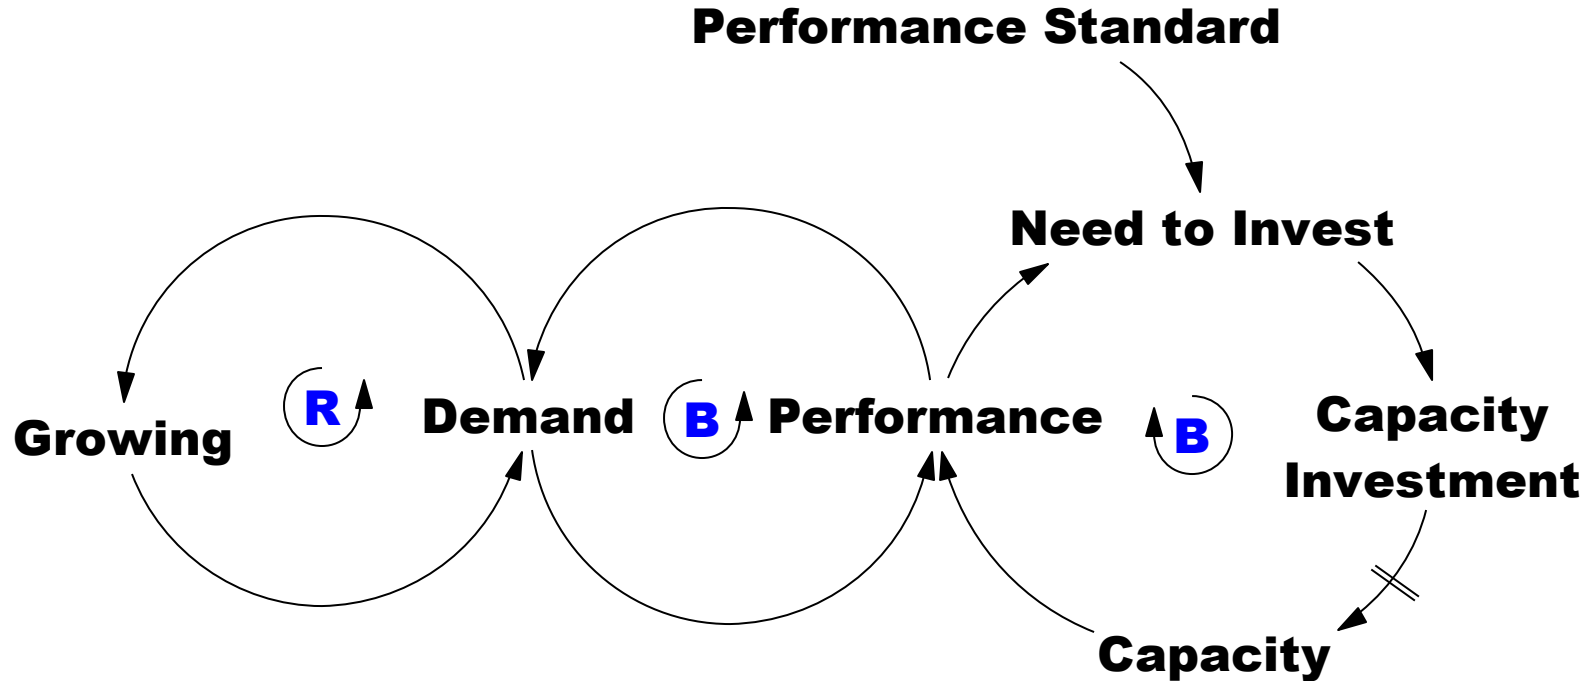 Performance Standard
Need to Invest
Growing
R
Demand
B
Performance
B
Capacity
Investment
Capacity